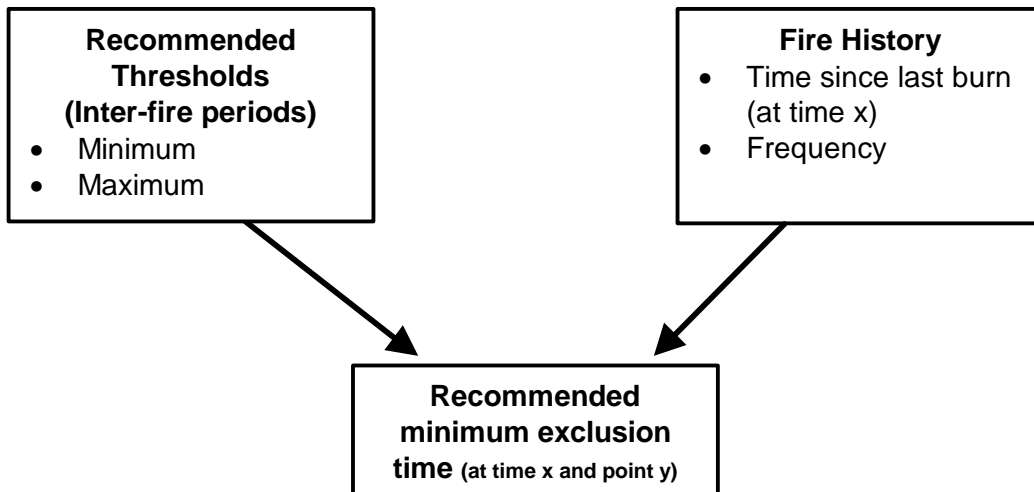 Recommended
Thresholds
(Inter-fire periods)
• Minimum
• Maximum
Fire History
• Time since last burn
(at time x)
• Frequency
Recommended
minimum exclusion
time (at time x and point y)